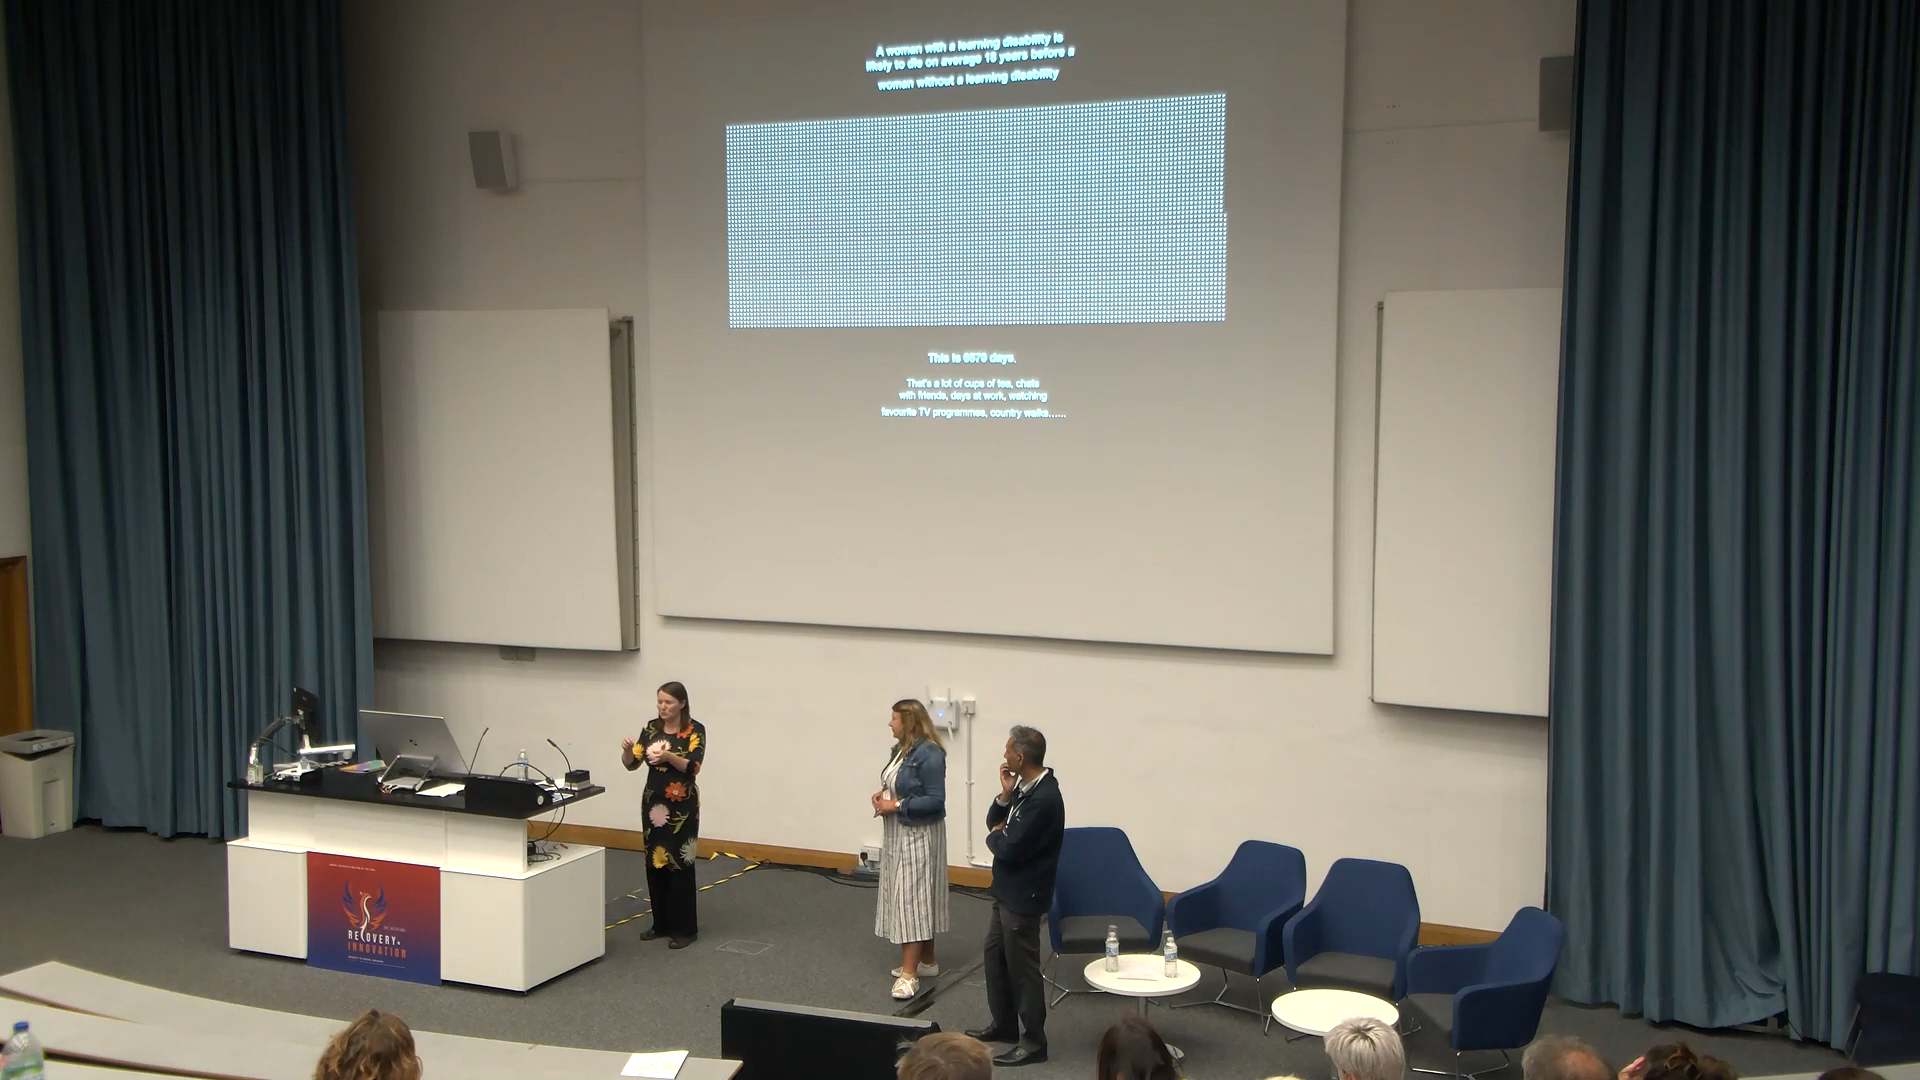 A woman with a learning disability is
likely to die on average 18 years before a
woman without a learning disability
This is 6570 days.
That's a lot of cups of tea, chats
with friends, days at work, watching
favourite TV programmes, country walks......
RECOVERY &
INNOVATION